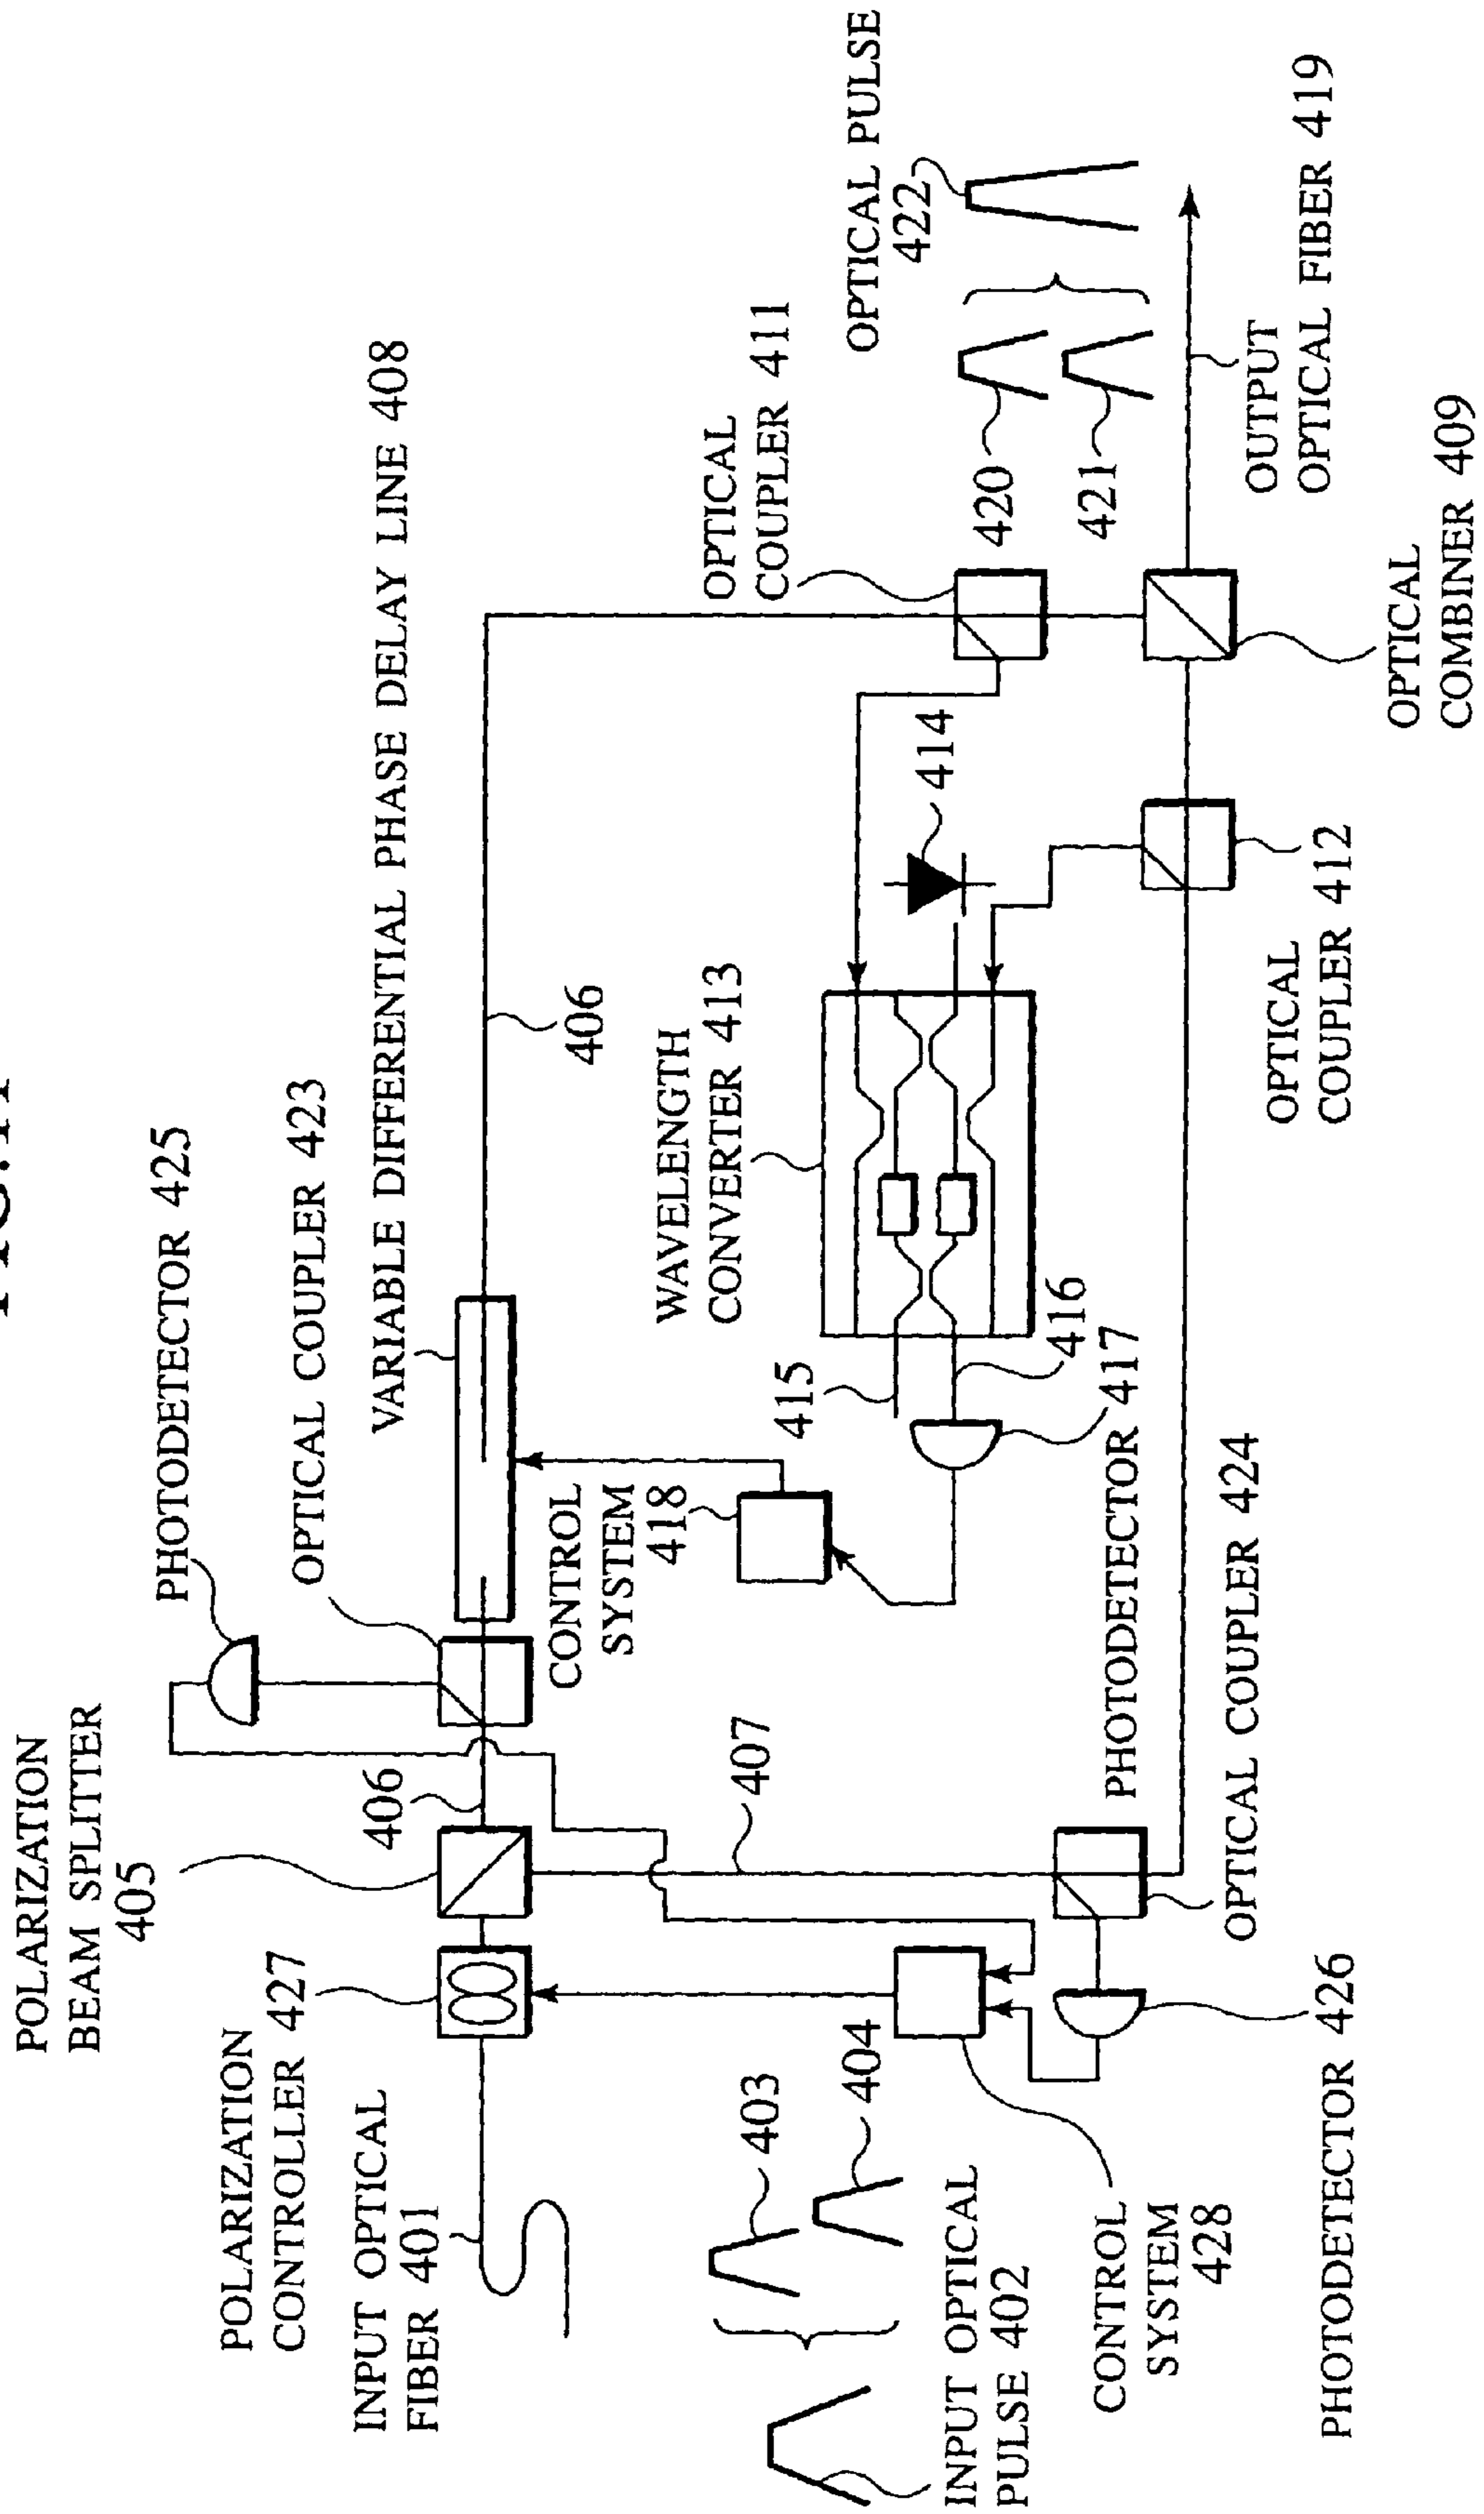 POLARIZATION
BEAM SPLITTER
405
PHOTODETECTOR 425
OPTICAL COUPLER 423
VARIABLE DIFFERENTIAL PHASE DELAY LINE 408
POLARIZATION
CONTROLLER 427
INPUT OPTICAL
FIBER 401
406
406
CONTROL
SYSTEM
418
WAVELENGTH
CONVERTER 413
OPTICAL
COUPLER 411
OPTICAL PULSE
422
407
415
414
403
404
416
417
420
421
INPUT OPTICAL
PULSE 402
CONTROL
SYSTEM
428
PHOTODETECTOR
OPTICAL COUPLER 424
OPTICAL
COUPLER 412
OUTPUT
OPTICAL FIBER 419
PHOTODETECTOR 426
OPTICAL
COMBINER 409